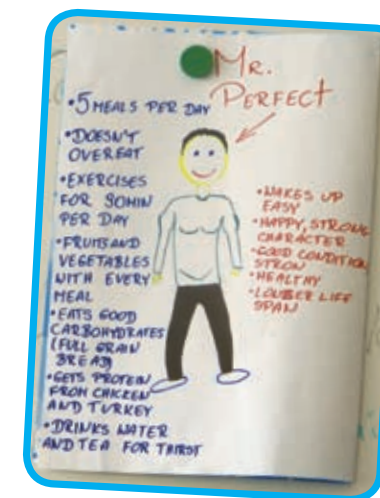 MR.
PERFECT
• 5 MEALS PER DAY
• DOESN'T
OVEREAT
• EXERCISES
FOR 90MIN
PER DAY
• FRUITS AND
VEGETABLES
WITH EVERY
MEAL
• EATS GOOD
CARBOHYDRATES
(FULL GRAIN
BREAD)
• GETS PROTEIN
FROM CHICKEN
AND TURKEY
• DRINKS WATER
AND TEA FOR THIRST
• WAKES UP
EASY
• HAPPY, STRONG
CHARACTER
• GOOD CONDITION
STRON
• HEALTHY
• LONGER LIFE
SPAN